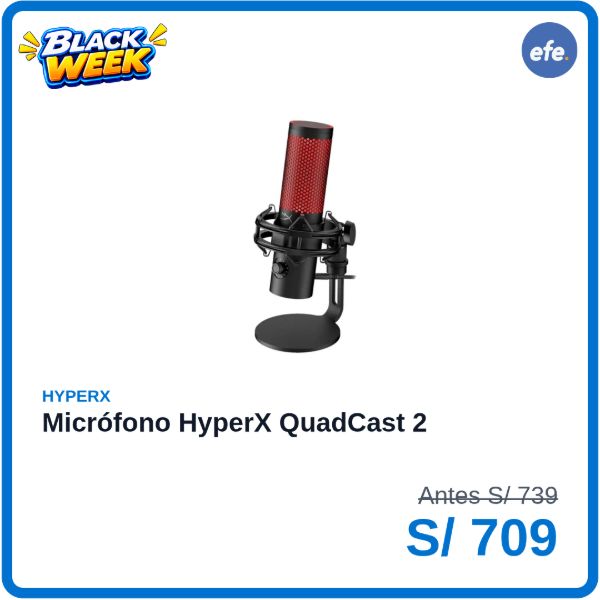 BLACK
WEEK
efe.
HYPERX
Micrófono HyperX QuadCast 2
Antes S/ 739
S/ 709